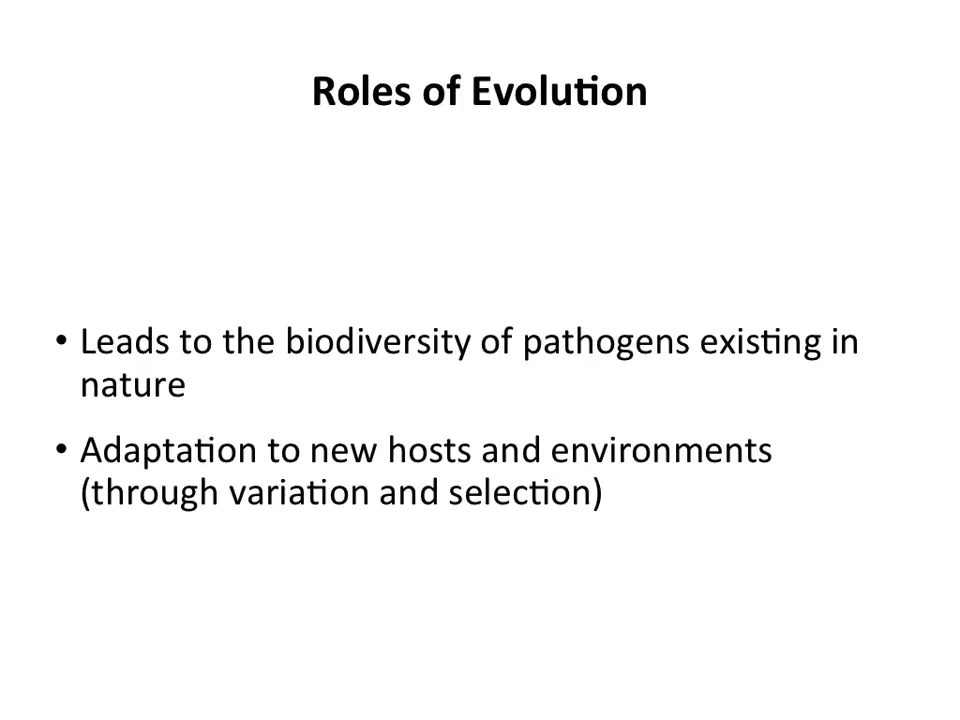 Roles of Evolution
• Leads to the biodiversity of pathogens existing in
nature
• Adaptation to new hosts and environments
(through variation and selection)